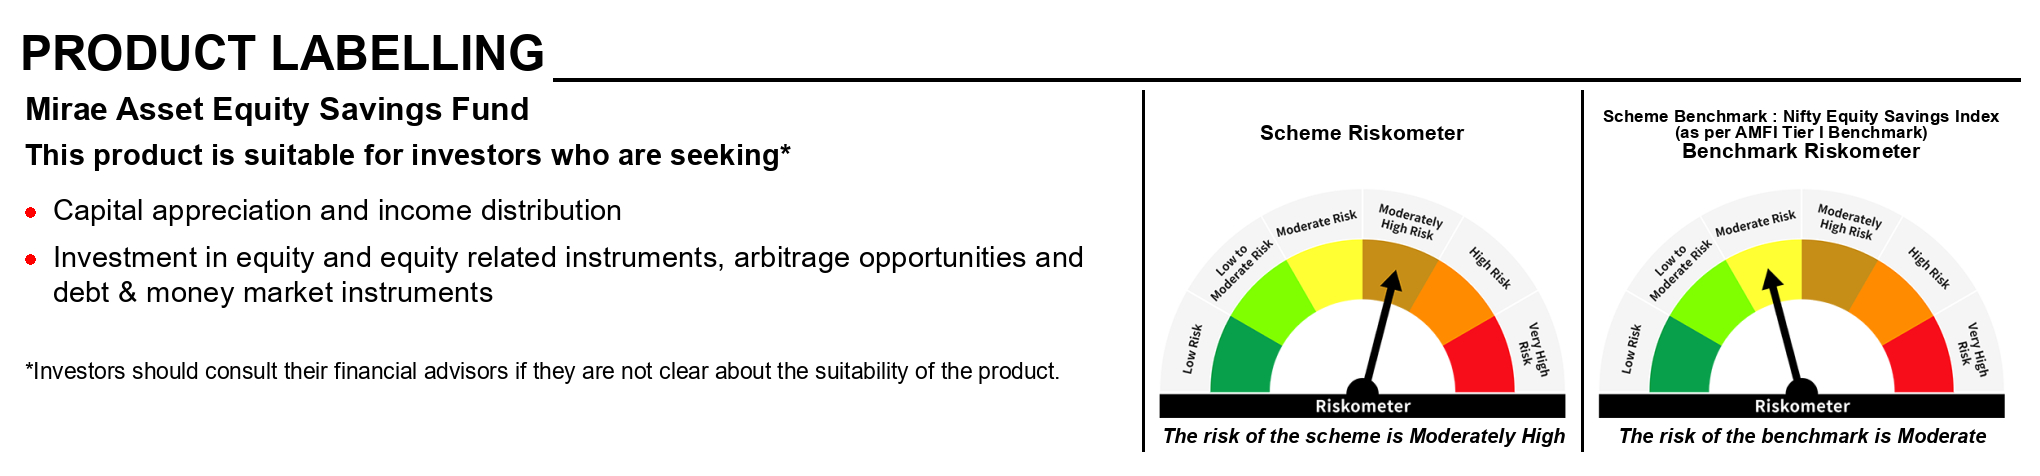 PRODUCT LABELLING
Mirae Asset Equity Savings Fund
This product is suitable for investors who are seeking*
Capital appreciation and income distribution
Investment in equity and equity related instruments, arbitrage opportunities and
debt & money market instruments
*Investors should consult their financial advisors if they are not clear about the suitability of the product.
Scheme Riskometer
Low Risk
Low to
Moderate Risk
Moderate Risk
Moderately
High Risk
High Risk
Very High
Risk
Riskometer
The risk of the scheme is Moderately High
Scheme Benchmark : Nifty Equity Savings Index
(as per AMFI Tier I Benchmark)
Benchmark Riskometer
Low Risk
Low to
Moderate Risk
Moderate Risk
Moderately
High Risk
High Risk
Very High
Risk
Riskometer
The risk of the benchmark is Moderate